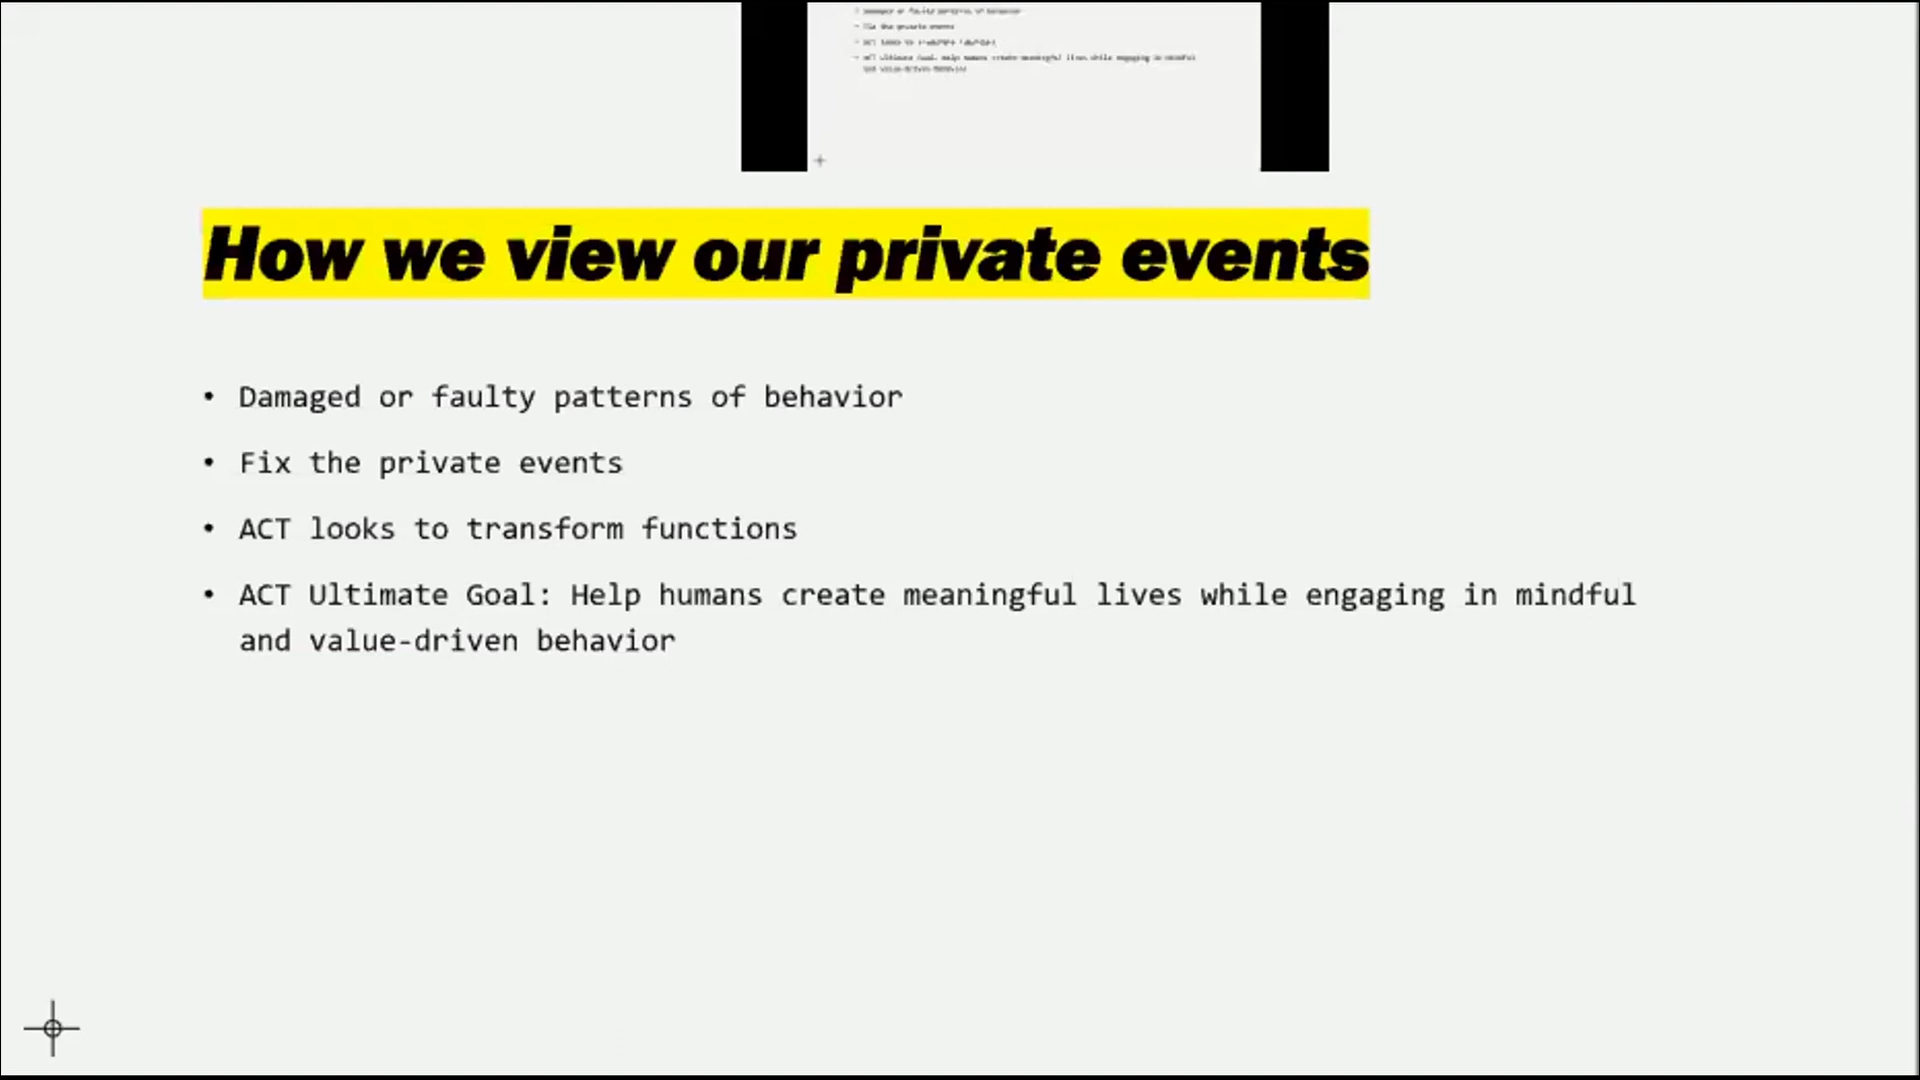 How we view our private events
• Damaged or faulty patterns of behavior
• Fix the private events
• ACT looks to transform functions
• ACT Ultimate Goal: Help humans create meaningful lives while engaging in mindful
and value-driven behavior